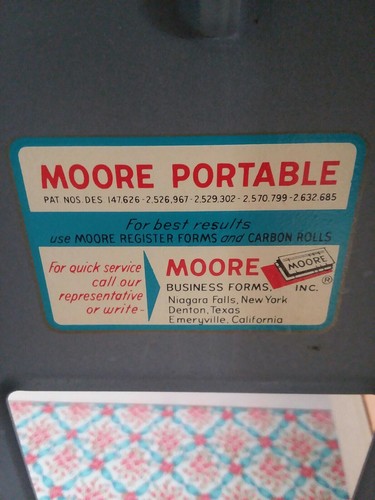 MOORE PORTABLE
PAT NOS. DES 147.626 - 2.526,967 - 2.529.302 - 2.570.799 - 2.632.685
For best results
use MOORE REGISTER FORMS and CARBON ROLLS
For quick service
call our
representative
or write -
MOORE
BUSINESS FORMS, INC.
Niagara Falls, New York
Denton, Texas
Emeryville, California
MOORE
®